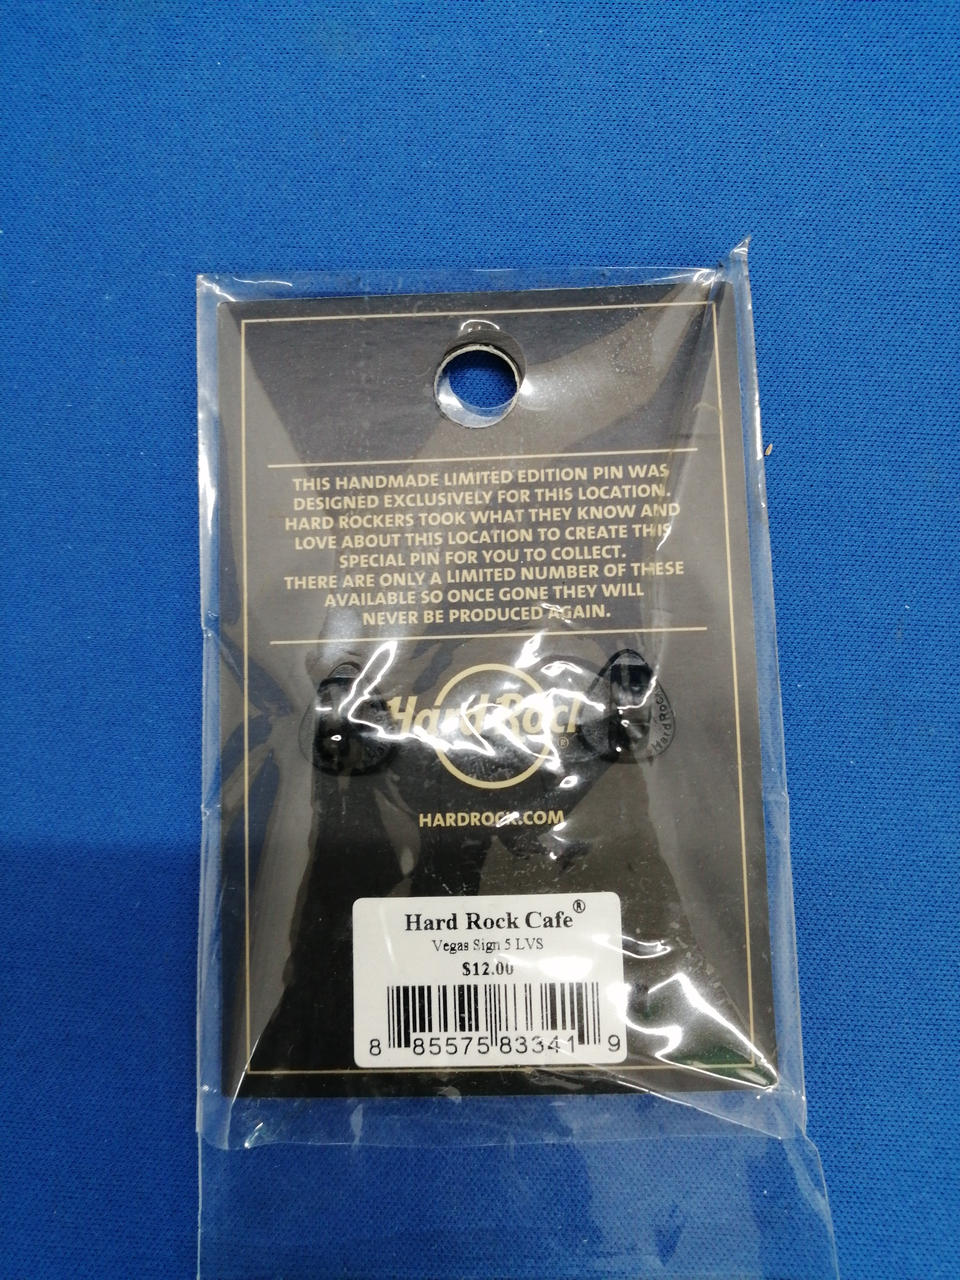 THIS HANDMADE LIMITED EDITION PIN WAS
DESIGNED EXCLUSIVELY FOR THIS LOCATION.
HARD ROCKERS TOOK WHAT THEY KNOW AND
LOVE ABOUT THIS LOCATION TO CREATE THIS
SPECIAL PIN FOR YOU TO COLLECT.
THERE ARE ONLY A LIMITED NUMBER OF THESE
AVAILABLE SO ONCE GONE THEY WILL
NEVER BE PRODUCED AGAIN.
Hard Rock
®
Hard Rock
HARDROCK.COM
Hard Rock Cafe®
Vegas Sign 5 LVS
$12.00
8 85575 83341 9